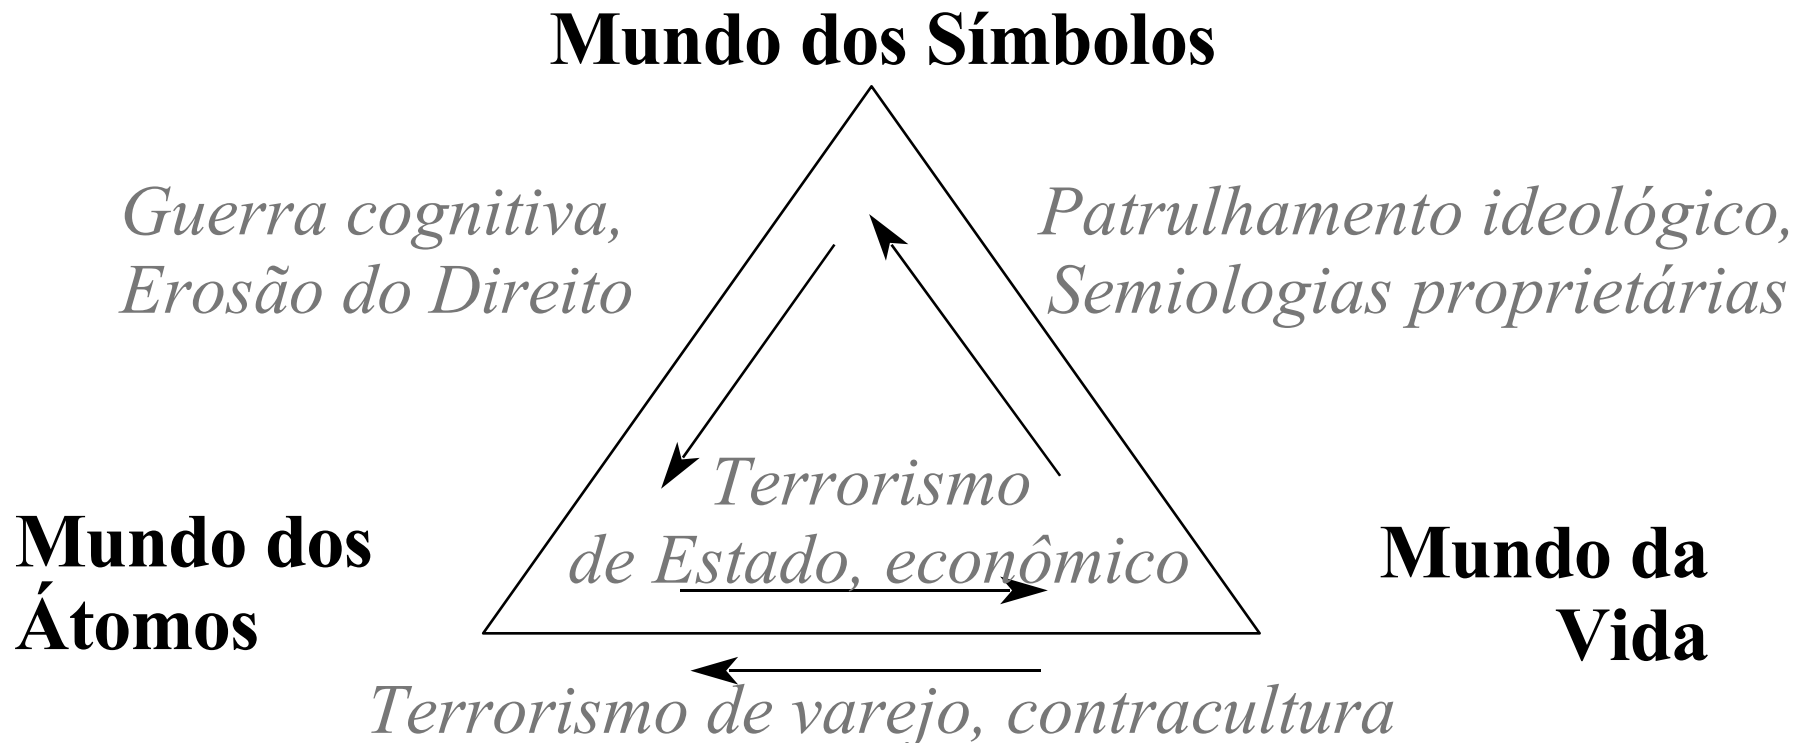 Mundo dos Símbolos
Guerra cognitiva,
Erosão do Direito
Patrulhamento ideológico,
Semiologias proprietárias
Terrorismo
de Estado, econômico
Mundo dos
Átomos
Mundo da
Vida
Terrorismo de varejo, contracultura